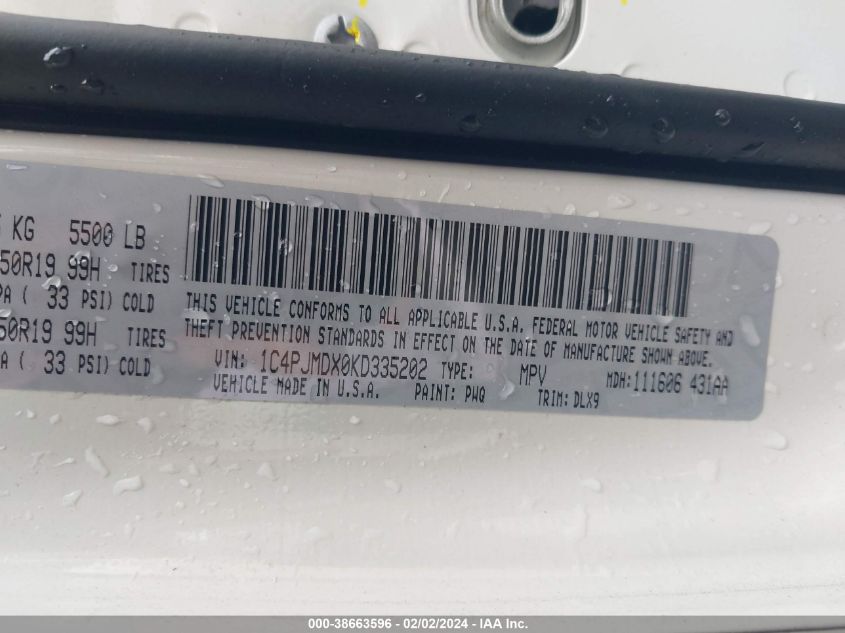 KG 5500 LB
50R19 99H TIRES
PA ( 33 PSI) COLD
50R19 99H TIRES
A ( 33 PSI) COLD
THIS VEHICLE CONFORMS TO ALL APPLICABLE U.S.A. FEDERAL MOTOR VEHICLE SAFETY AND
THEFT PREVENTION STANDARDS IN EFFECT ON THE DATE OF MANUFACTURE SHOWN ABOVE.
VIN: 1C4PJMDX0KD335202 TYPE: MPV MDH:111606 431AA
VEHICLE MADE IN U.S.A. PAINT: PWQ TRIM: DLX9
000-38663596 - 02/02/2024 - IAA Inc.